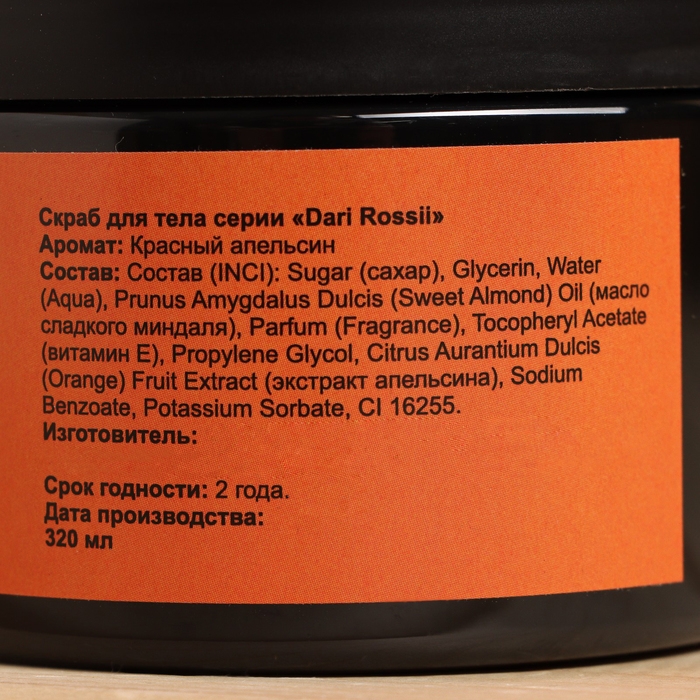 Скраб для тела серии «Dari Rossii»
Аромат: Красный апельсин
Состав: Состав (INCI): Sugar (сахар), Glycerin, Water
(Aqua), Prunus Amygdalus Dulcis (Sweet Almond) Oil (масло
сладкого миндаля), Parfum (Fragrance), Tocopheryl Acetate
(витамин Е), Propylene Glycol, Citrus Aurantium Dulcis
(Orange) Fruit Extract (экстракт апельсина), Sodium
Benzoate, Potassium Sorbate, CI 16255.
Изготовитель:
Срок годности: 2 года.
Дата производства:
320 мл